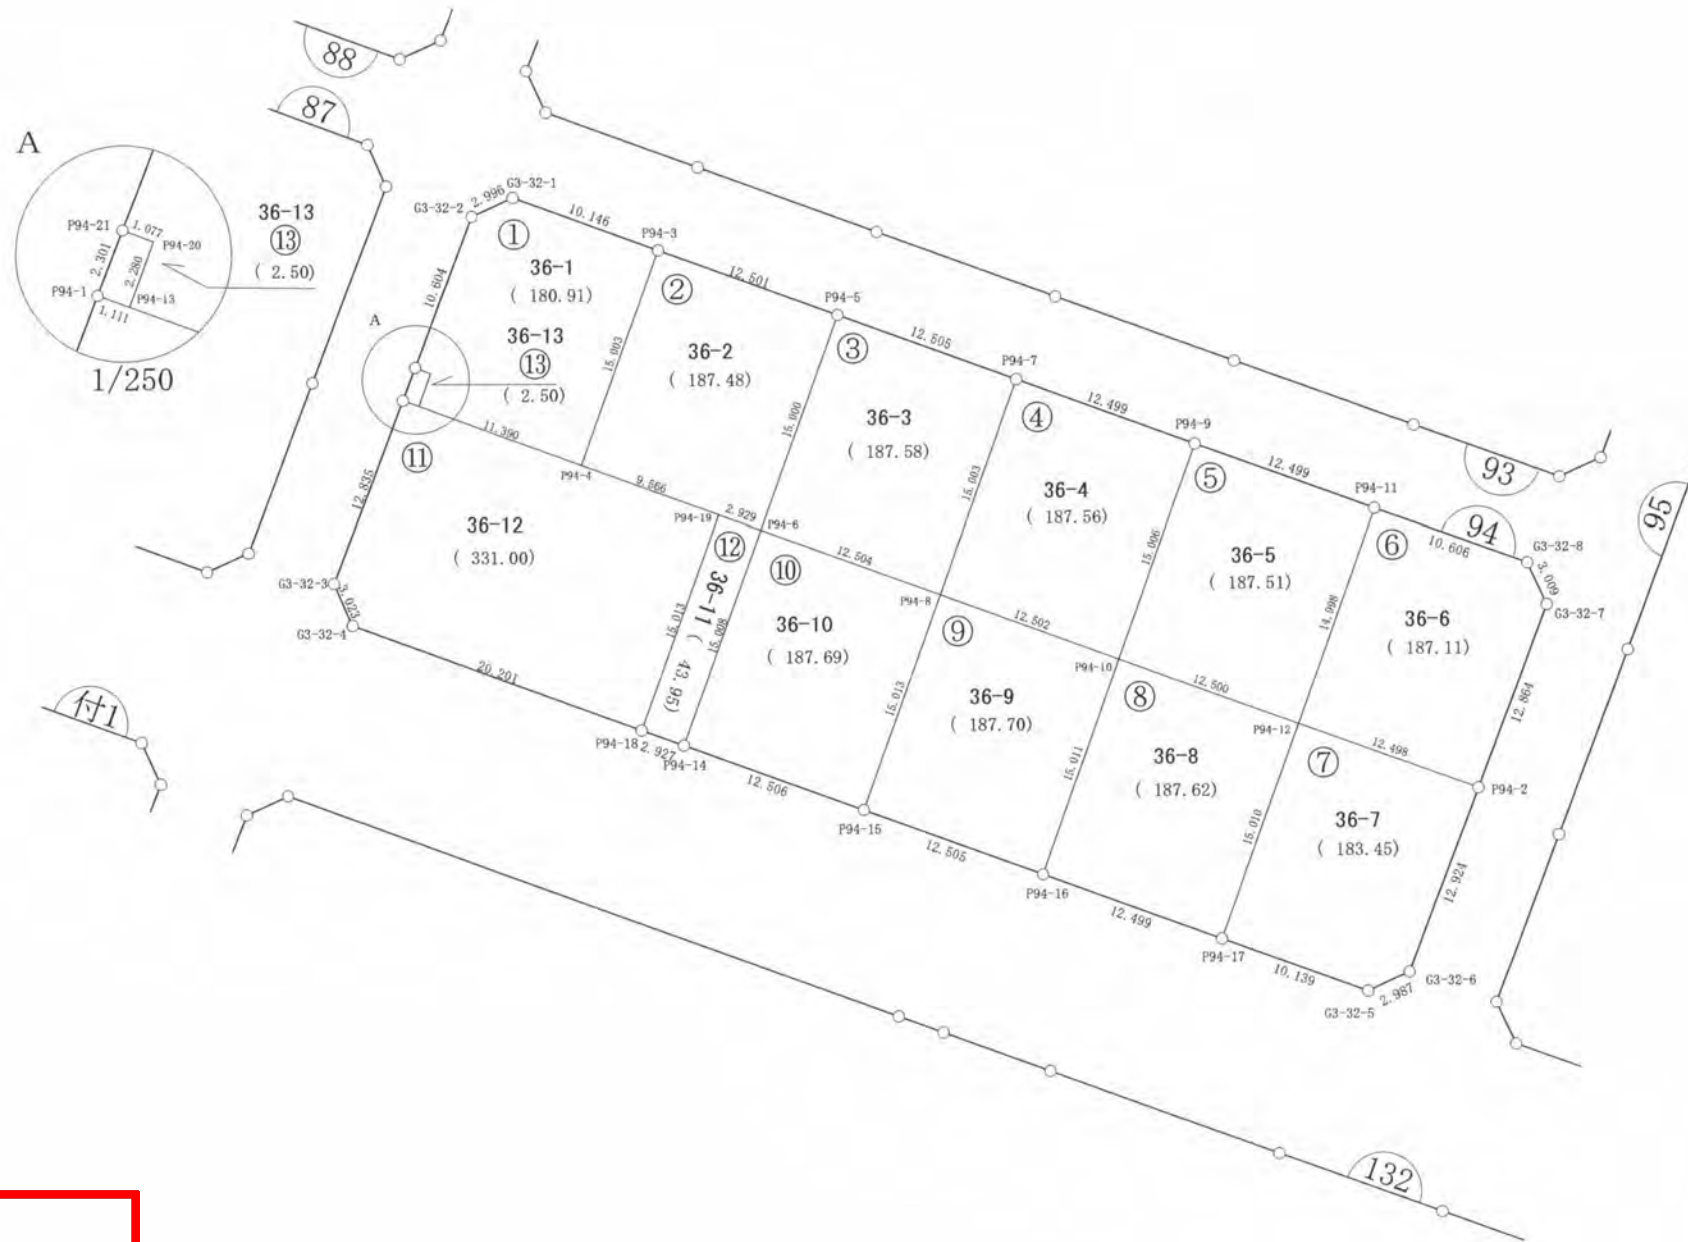 88
87
A
P94-21
1.077
P94-20
2.301
2.280
P94-1
P94-13
1.111
1/250
36-13
⑬
( 2.50)
G3-32-2
2.996
G3-32-1
10.146
P94-3
12.501
P94-5
12.505
P94-7
12.499
P94-9
12.499
P94-11
10.606
94
93
95
G3-32-8
3.009
G3-32-7
①
36-1
( 180.91)
36-13
⑬
( 2.50)
10.604
A
15.003
②
36-2
( 187.48)
15.000
③
36-3
( 187.58)
15.003
④
36-4
( 187.56)
15.006
⑤
36-5
( 187.51)
14.998
⑥
36-6
( 187.11)
12.864
⑪
11.390
P94-4
9.566
P94-19
2.929
P94-6
12.504
P94-8
12.502
P94-10
12.500
P94-12
12.498
P94-2
12.835
36-12
( 331.00)
G3-32-3
3.023
G3-32-4
20.201
15.013
⑫
36-11 ( 43.95)
15.008
⑩
36-10
( 187.69)
15.013
⑨
36-9
( 187.70)
15.011
⑧
36-8
( 187.62)
15.010
⑦
36-7
( 183.45)
12.924
P94-18
2.927
P94-14
12.506
P94-15
12.505
P94-16
12.499
P94-17
10.139
G3-32-5
2.987
G3-32-6
付1
132